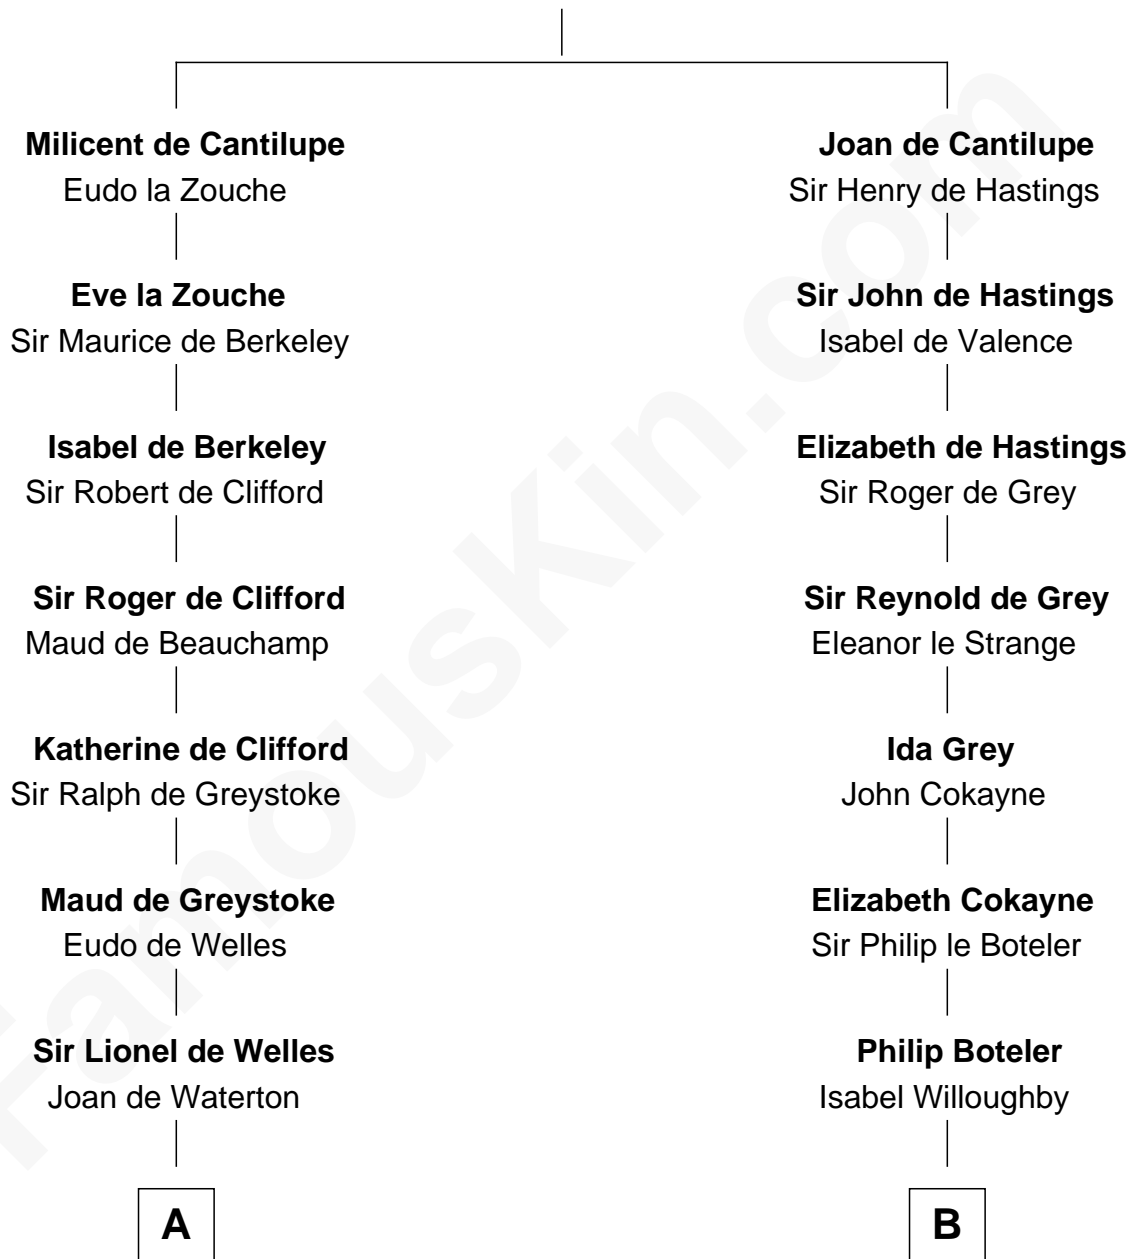 Milicent de Cantilupe
Eudo la Zouche
Eve la Zouche
Sir Maurice de Berkeley
Isabel de Berkeley
Sir Robert de Clifford
Sir Roger de Clifford
Maud de Beauchamp
Katherine de Clifford
Sir Ralph de Greystoke
Maud de Greystoke
Eudo de Welles
Sir Lionel de Welles
Joan de Waterton
A
Joan de Cantilupe
Sir Henry de Hastings
Sir John de Hastings
Isabel de Valence
Elizabeth de Hastings
Sir Roger de Grey
Sir Reynold de Grey
Eleanor le Strange
Ida Grey
John Cokayne
Elizabeth Cokayne
Sir Philip le Boteler
Philip Boteler
Isabel Willoughby
B
FamousKin.com